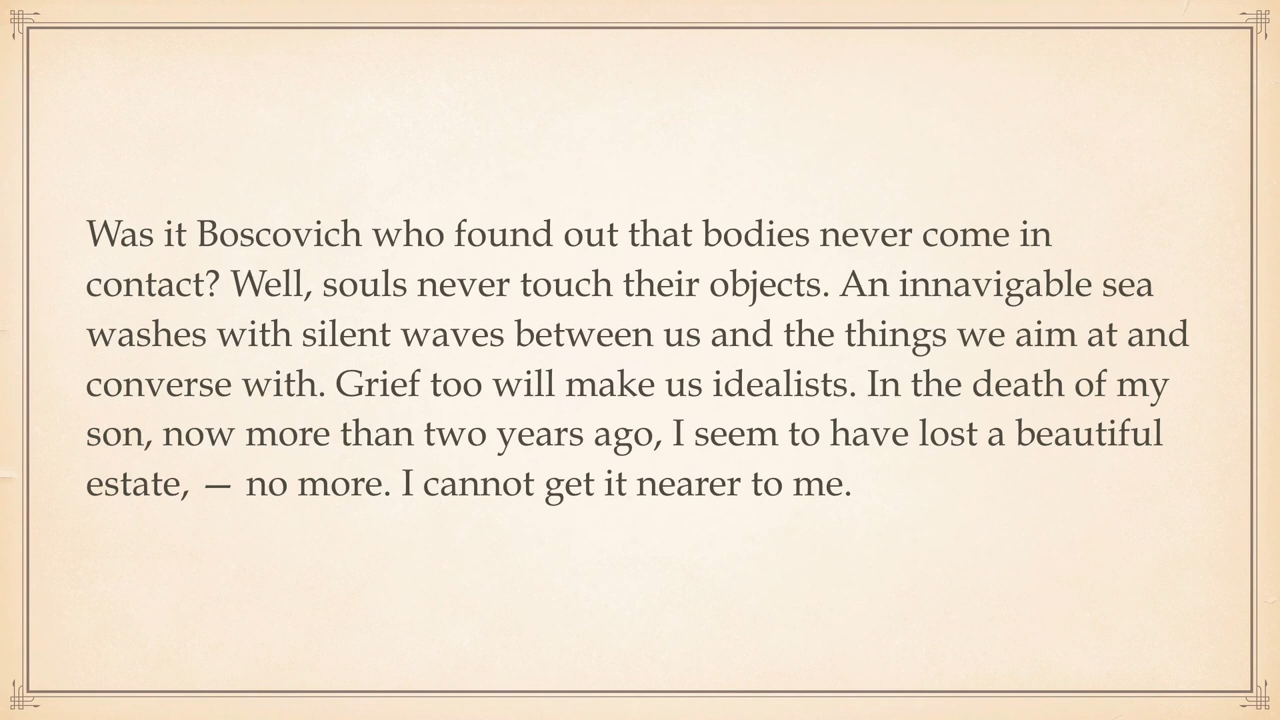 Was it Boscovich who found out that bodies never come in
contact? Well, souls never touch their objects. An innavigable sea
washes with silent waves between us and the things we aim at and
converse with. Grief too will make us idealists. In the death of my
son, now more than two years ago, I seem to have lost a beautiful
estate, — no more. I cannot get it nearer to me.